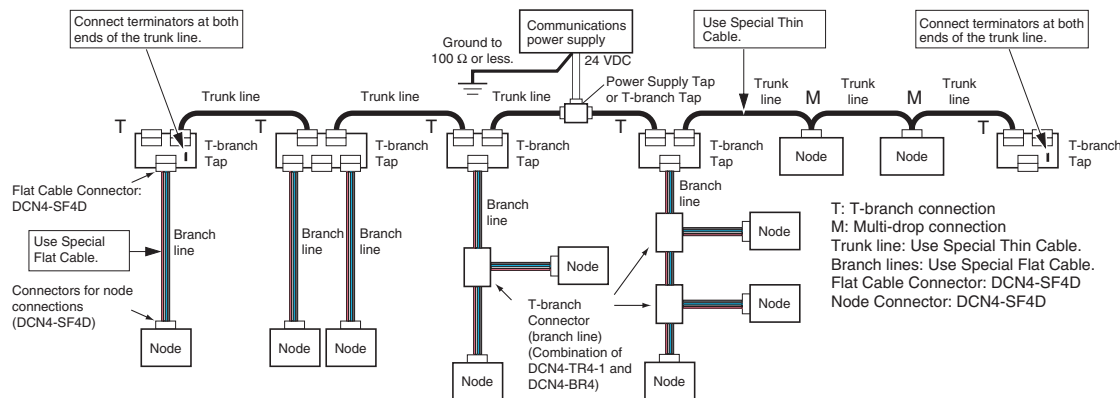 Connect terminators at both
ends of the trunk line.
Communications
power supply
Ground to
100 Ω or less.
24 VDC
Use Special Thin
Cable.
Connect terminators at both
ends of the trunk line.
Power Supply Tap
or T-branch Tap
Trunk line
Trunk line
Trunk line
Trunk
line
M
Trunk
line
M
Trunk
line
T
T
T
T
T
T-branch
Tap
T-branch
Tap
T-branch
Tap
T-branch
Tap
Node
Node
T-branch
Tap
Flat Cable Connector:
DCN4-SF4D
Use Special
Flat Cable.
Branch
line
Branch
line
Branch
line
Branch
line
Connectors for node
connections
(DCN4-SF4D)
Node
Node
Node
Node
Node
Node
Node
Node
T-branch
Connector
(branch line)
(Combination of
DCN4-TR4-1 and
DCN4-BR4)
T: T-branch connection
M: Multi-drop connection
Trunk line: Use Special Thin Cable.
Branch lines: Use Special Flat Cable.
Flat Cable Connector: DCN4-SF4D
Node Connector: DCN4-SF4D